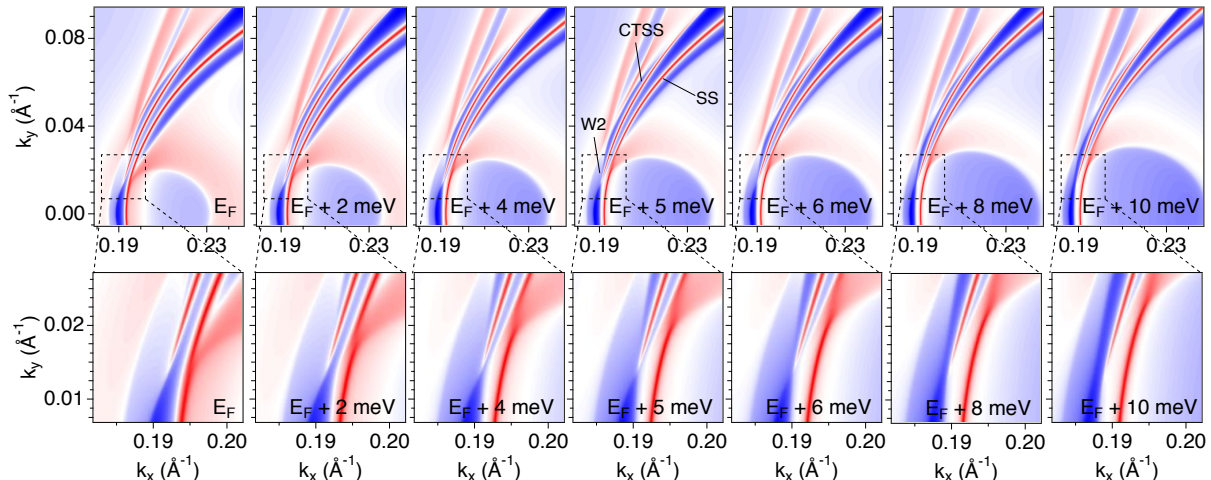 0.08
0.04
0.00
k_y (Å⁻¹)
E_F
E_F + 2 meV
E_F + 4 meV
CTSS
SS
W2
E_F + 5 meV
E_F + 6 meV
E_F + 8 meV
E_F + 10 meV
0.19 0.23 0.19 0.23 0.19 0.23 0.19 0.23 0.19 0.23 0.19 0.23 0.19 0.23
0.02
0.01
k_y (Å⁻¹)
E_F
E_F + 2 meV
E_F + 4 meV
E_F + 5 meV
E_F + 6 meV
E_F + 8 meV
E_F + 10 meV
0.19 0.20 0.19 0.20 0.19 0.20 0.19 0.20 0.19 0.20 0.19 0.20 0.19 0.20
k_x (Å⁻¹) k_x (Å⁻¹) k_x (Å⁻¹) k_x (Å⁻¹) k_x (Å⁻¹) k_x (Å⁻¹) k_x (Å⁻¹)